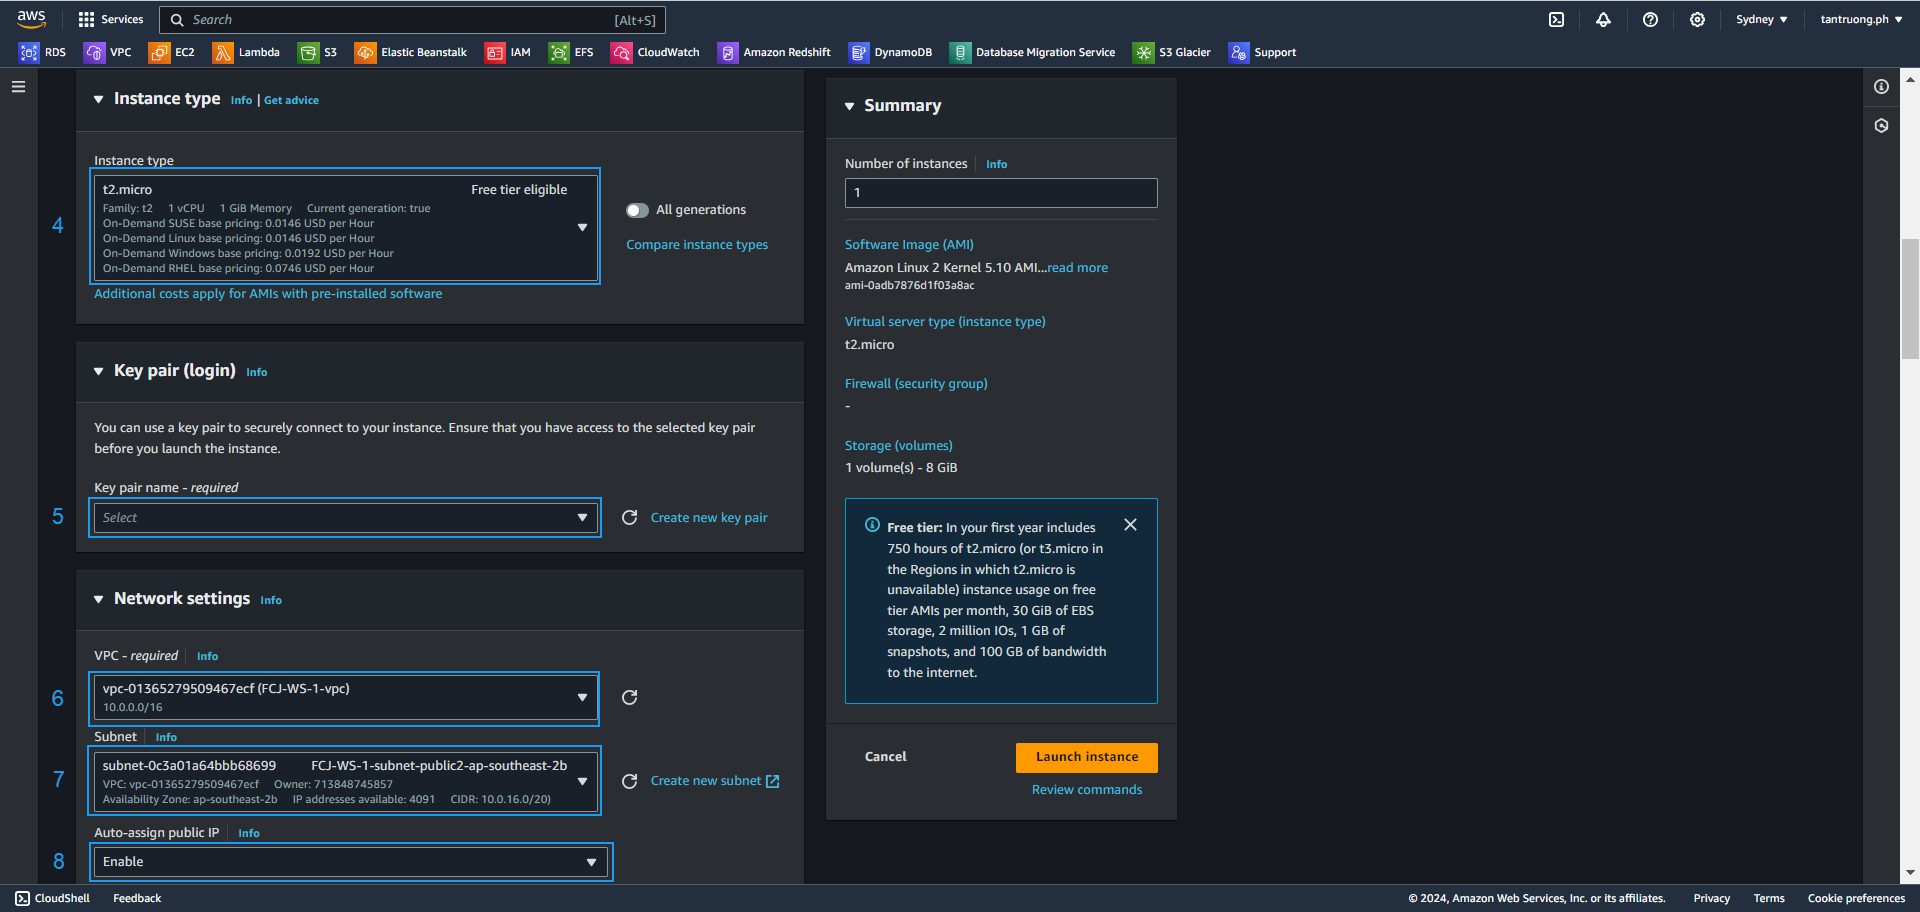 aws
Services
Search [Alt+S]
Sydney ▼
tantruong.ph ▼
RDS VPC EC2 Lambda S3 Elastic Beanstalk IAM EFS CloudWatch Amazon Redshift DynamoDB Database Migration Service S3 Glacier Support
Instance type Info | Get advice
Instance type
4
t2.micro Free tier eligible
Family: t2 1 vCPU 1 GiB Memory Current generation: true
On-Demand SUSE base pricing: 0.0146 USD per Hour
On-Demand Linux base pricing: 0.0146 USD per Hour
On-Demand Windows base pricing: 0.0192 USD per Hour
On-Demand RHEL base pricing: 0.0746 USD per Hour
All generations
Compare instance types
Additional costs apply for AMIs with pre-installed software
Key pair (login) Info
You can use a key pair to securely connect to your instance. Ensure that you have access to the selected key pair
before you launch the instance.
Key pair name - required
5
Select
Create new key pair
Network settings Info
VPC - required Info
6
vpc-01365279509467ecf (FCJ-WS-1-vpc)
10.0.0.0/16
Subnet Info
7
subnet-0c3a01a64bbb68699 FCJ-WS-1-subnet-public2-ap-southeast-2b
VPC: vpc-01365279509467ecf Owner: 713848745857
Availability Zone: ap-southeast-2b IP addresses available: 4091 CIDR: 10.0.16.0/20)
Create new subnet
Auto-assign public IP Info
8
Enable
Summary
Number of instances Info
1
Software Image (AMI)
Amazon Linux 2 Kernel 5.10 AMI...read more
ami-0adb7876d1f03a8ac
Virtual server type (instance type)
t2.micro
Firewall (security group)
-
Storage (volumes)
1 volume(s) - 8 GiB
Free tier: In your first year includes
750 hours of t2.micro (or t3.micro in
the Regions in which t2.micro is
unavailable) instance usage on free
tier AMIs per month, 30 GiB of EBS
storage, 2 million IOs, 1 GB of
snapshots, and 100 GB of bandwidth
to the internet.
Cancel
Launch instance
Review commands
CloudShell Feedback
© 2024, Amazon Web Services, Inc. or its affiliates. Privacy Terms Cookie preferences